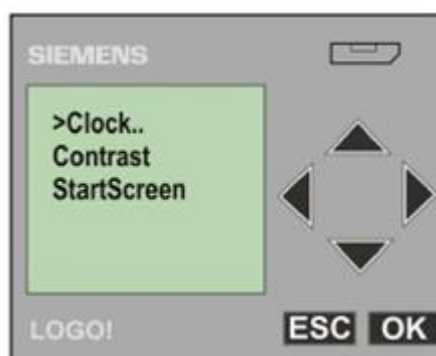 SIEMENS
>Clock..
Contrast
StartScreen
LOGO!
ESC OK